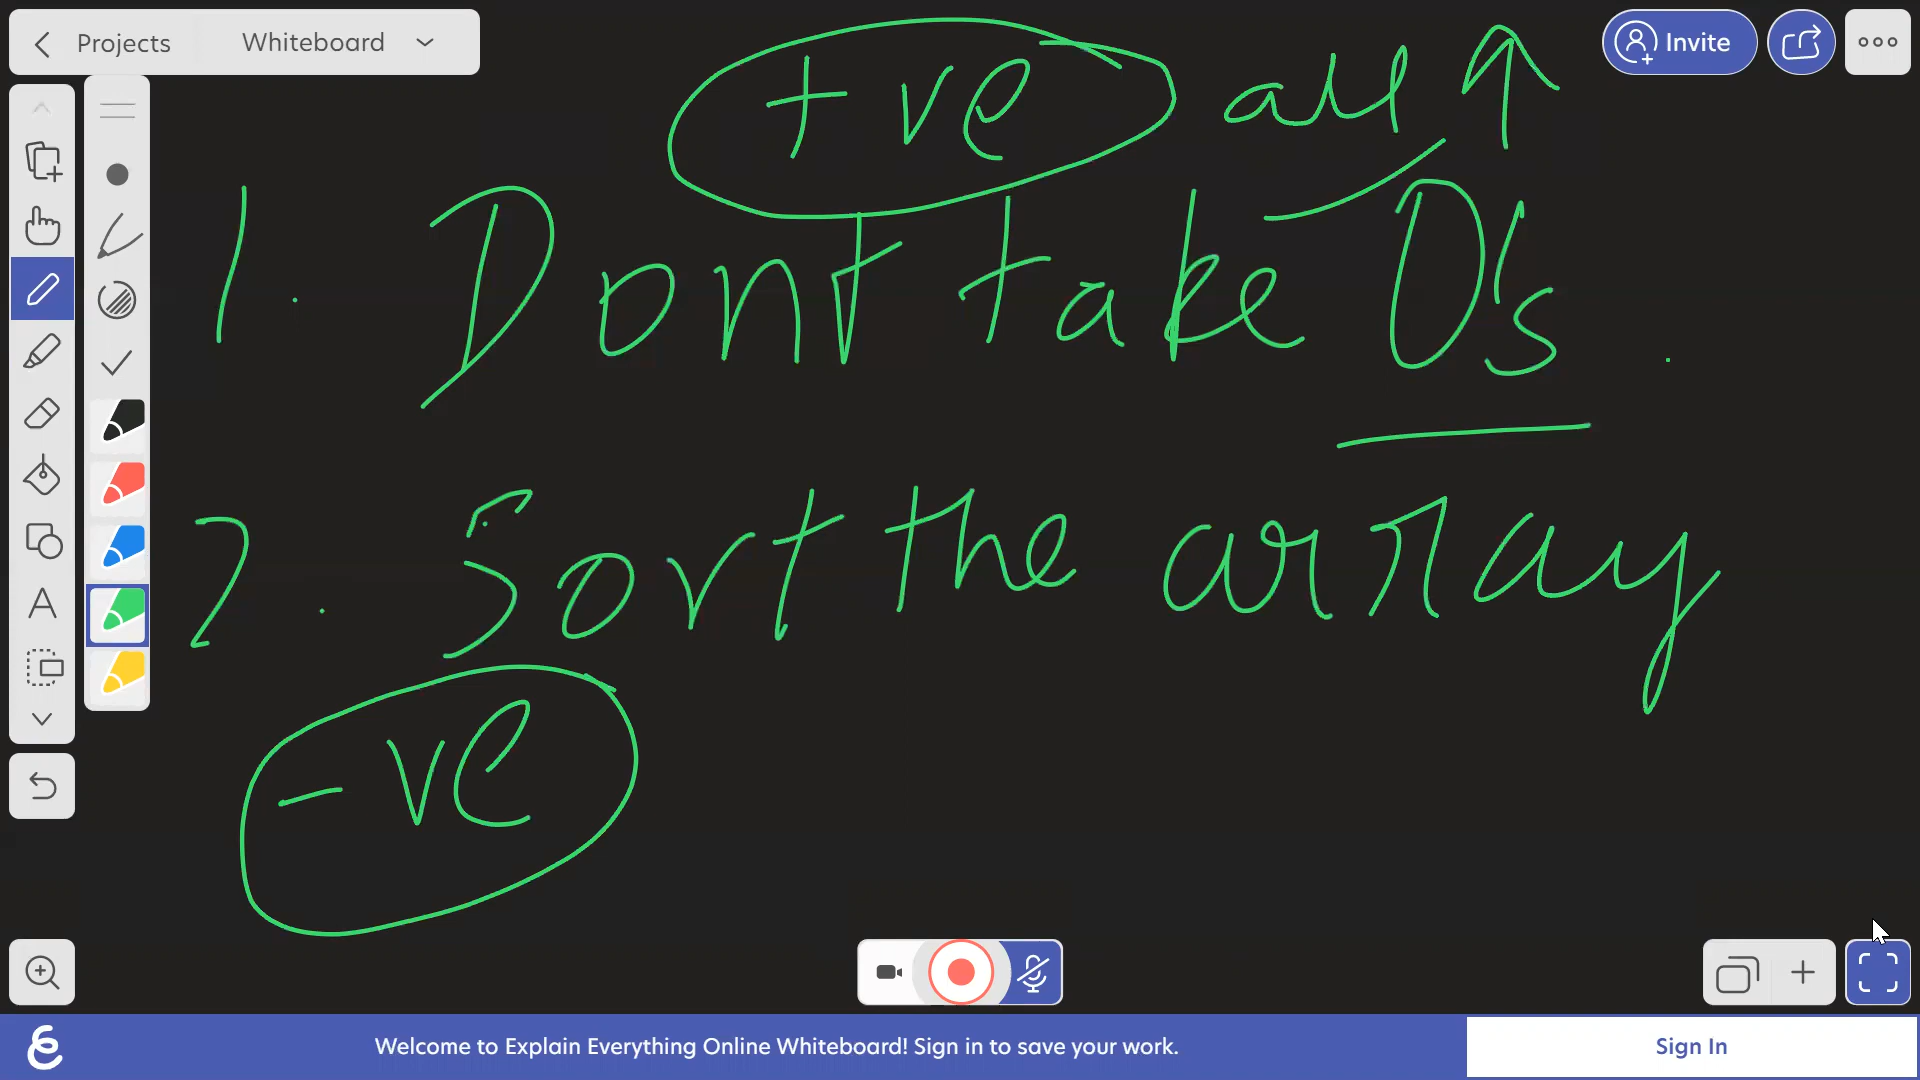 Projects Whiteboard
Invite
+ve all ↑
1. Dont take 0's.
2. Sort the array
-ve
A
Welcome to Explain Everything Online Whiteboard! Sign in to save your work.
Sign In